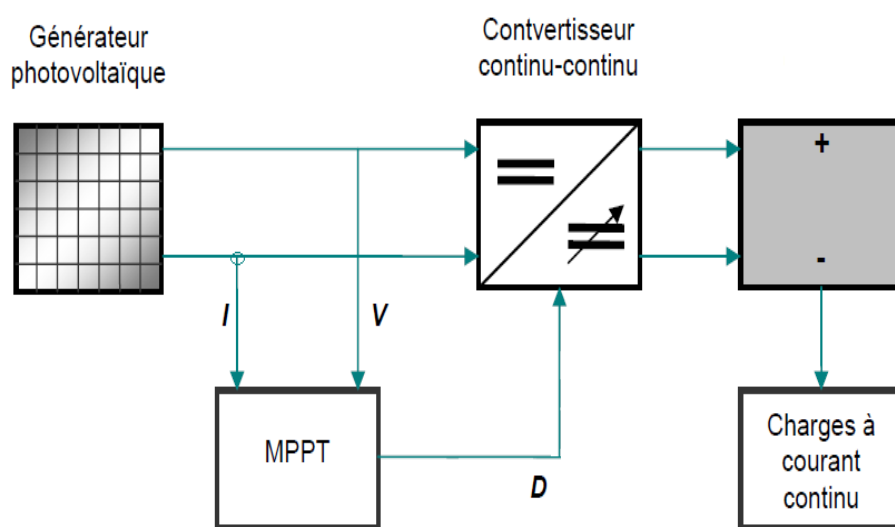 Générateur
photovoltaïque
Contvertisseur
continu-continu
+
-
I
V
MPPT
D
Charges à
courant
continu